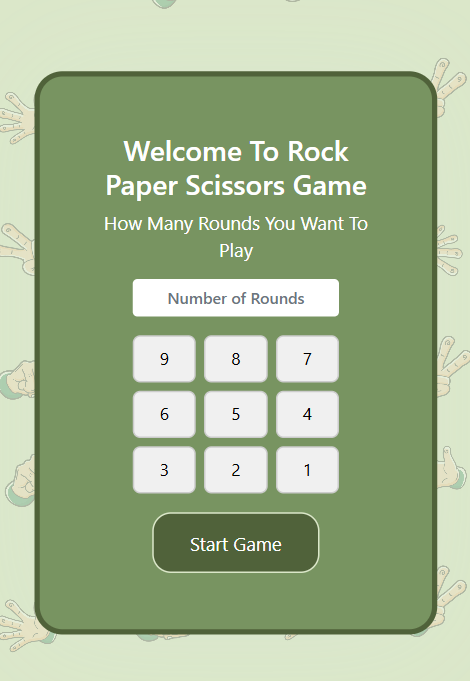 Welcome To Rock
Paper Scissors Game
How Many Rounds You Want To
Play
Number of Rounds
9 8 7
6 5 4
3 2 1
Start Game